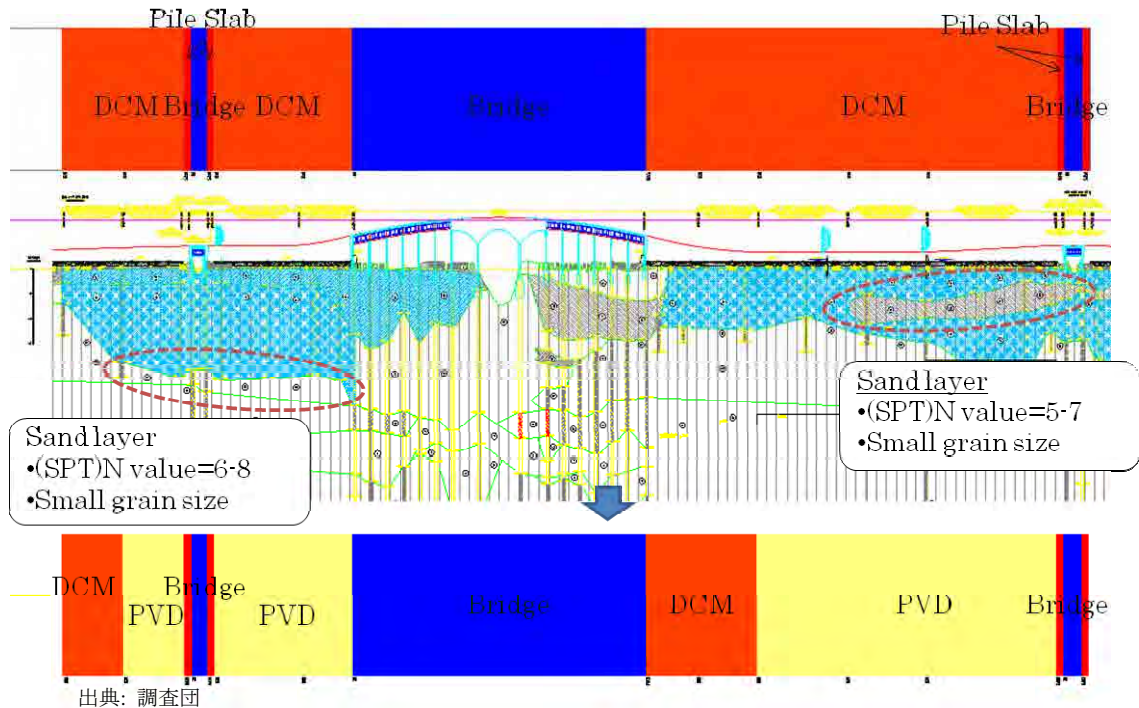 Pile Slab
Pile Slab
DCM
Bridge
DCM
Bridge
DCM
Bridge
Sand layer
•(SPT)N value=5-7
•Small grain size
Sand layer
•(SPT)N value=6-8
•Small grain size
DCM
PVD
Bridge
PVD
Bridge
DCM
PVD
Bridge
出典: 調査団